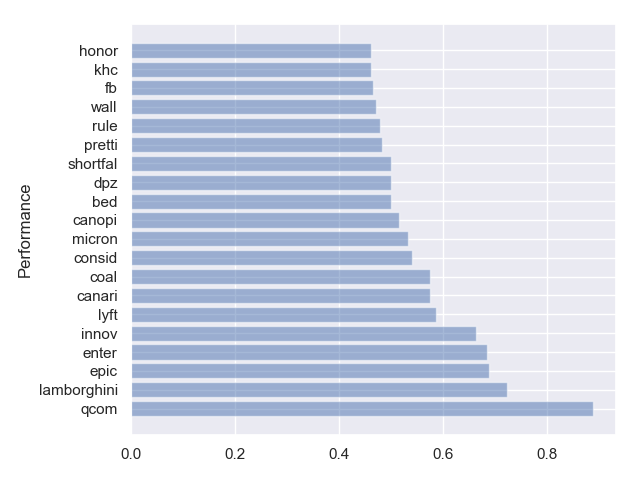 honor
khc
fb
wall
rule
pretti
shortfal
dpz
bed
canopi
micron
consid
coal
canari
lyft
innov
enter
epic
lamborghini
qcom
Performance
0.0 0.2 0.4 0.6 0.8